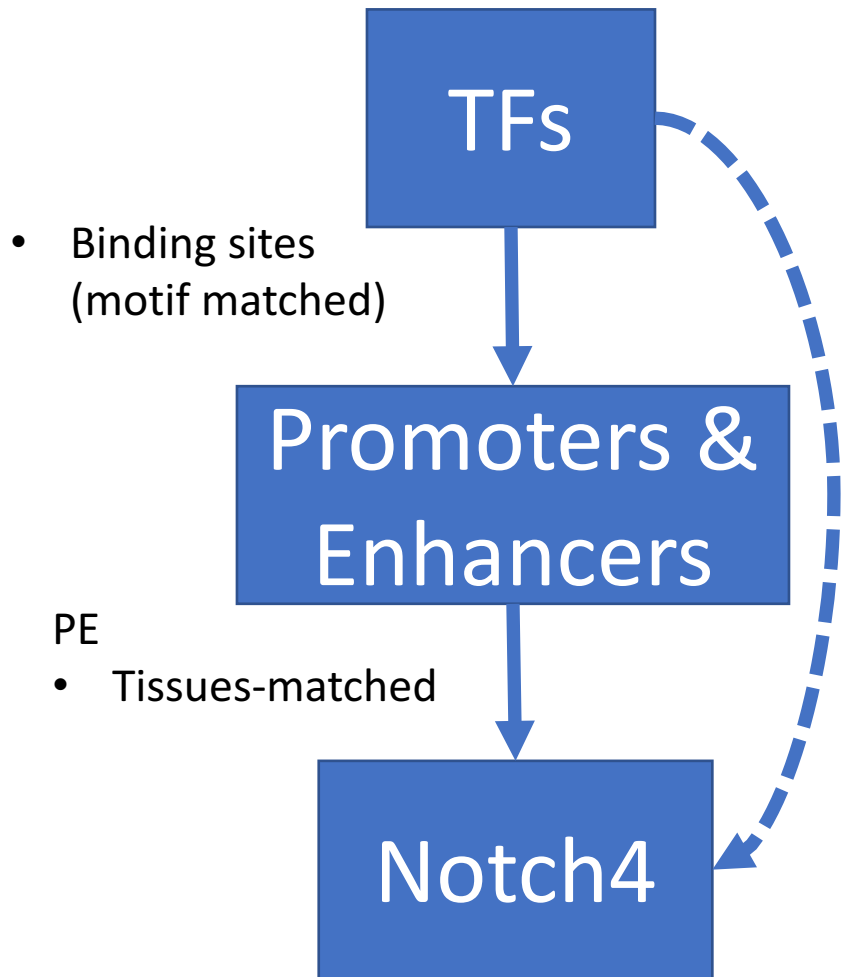 TFs
• Binding sites
(motif matched)
Promoters &
Enhancers
PE
• Tissues-matched
Notch4